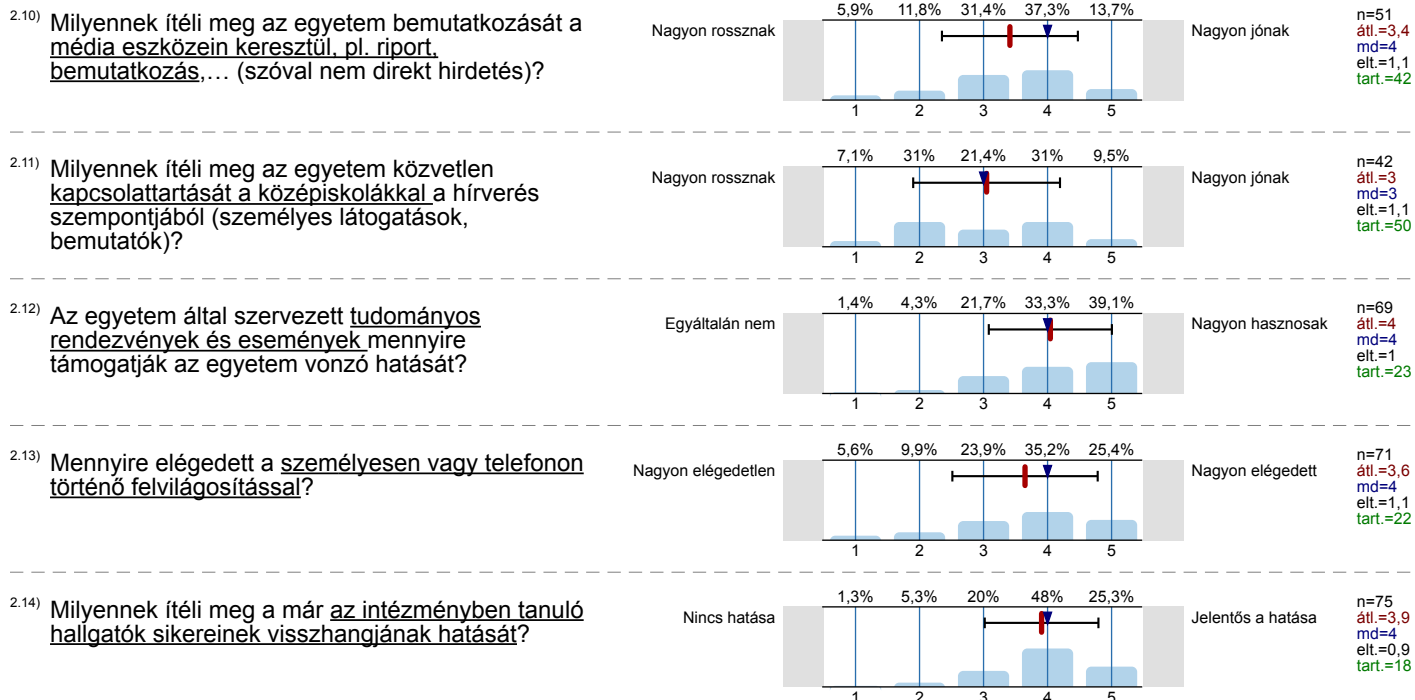 5,9% 11,8% 31,4% 37,3% 13,7%
2.10) Milyennek ítéli meg az egyetem bemutatkozását a
média eszközein keresztül, pl. riport,
bemutatkozás,… (szóval nem direkt hirdetés)?
Nagyon rossznak
Nagyon jónak
n=51
átl.=3,4
md=4
elt.=1,1
tart.=42
1 2 3 4 5
7,1% 31% 21,4% 31% 9,5%
2.11) Milyennek ítéli meg az egyetem közvetlen
kapcsolattartását a középiskolákkal a hírverés
szempontjából (személyes látogatások,
bemutatók)?
Nagyon rossznak
Nagyon jónak
n=42
átl.=3
md=3
elt.=1,1
tart.=50
1 2 3 4 5
1,4% 4,3% 21,7% 33,3% 39,1%
2.12) Az egyetem által szervezett tudományos
rendezvények és események mennyire
támogatják az egyetem vonzó hatását?
Egyáltalán nem
Nagyon hasznosak
n=69
átl.=4
md=4
elt.=1
tart.=23
1 2 3 4 5
5,6% 9,9% 23,9% 35,2% 25,4%
2.13) Mennyire elégedett a személyesen vagy telefonon
történő felvilágosítással?
Nagyon elégedetlen
Nagyon elégedett
n=71
átl.=3,6
md=4
elt.=1,1
tart.=22
1 2 3 4 5
1,3% 5,3% 20% 48% 25,3%
2.14) Milyennek ítéli meg a már az intézményben tanuló
hallgatók sikereinek visszhangjának hatását?
Nincs hatása
Jelentős a hatása
n=75
átl.=3,9
md=4
elt.=0,9
tart.=18
1 2 3 4 5